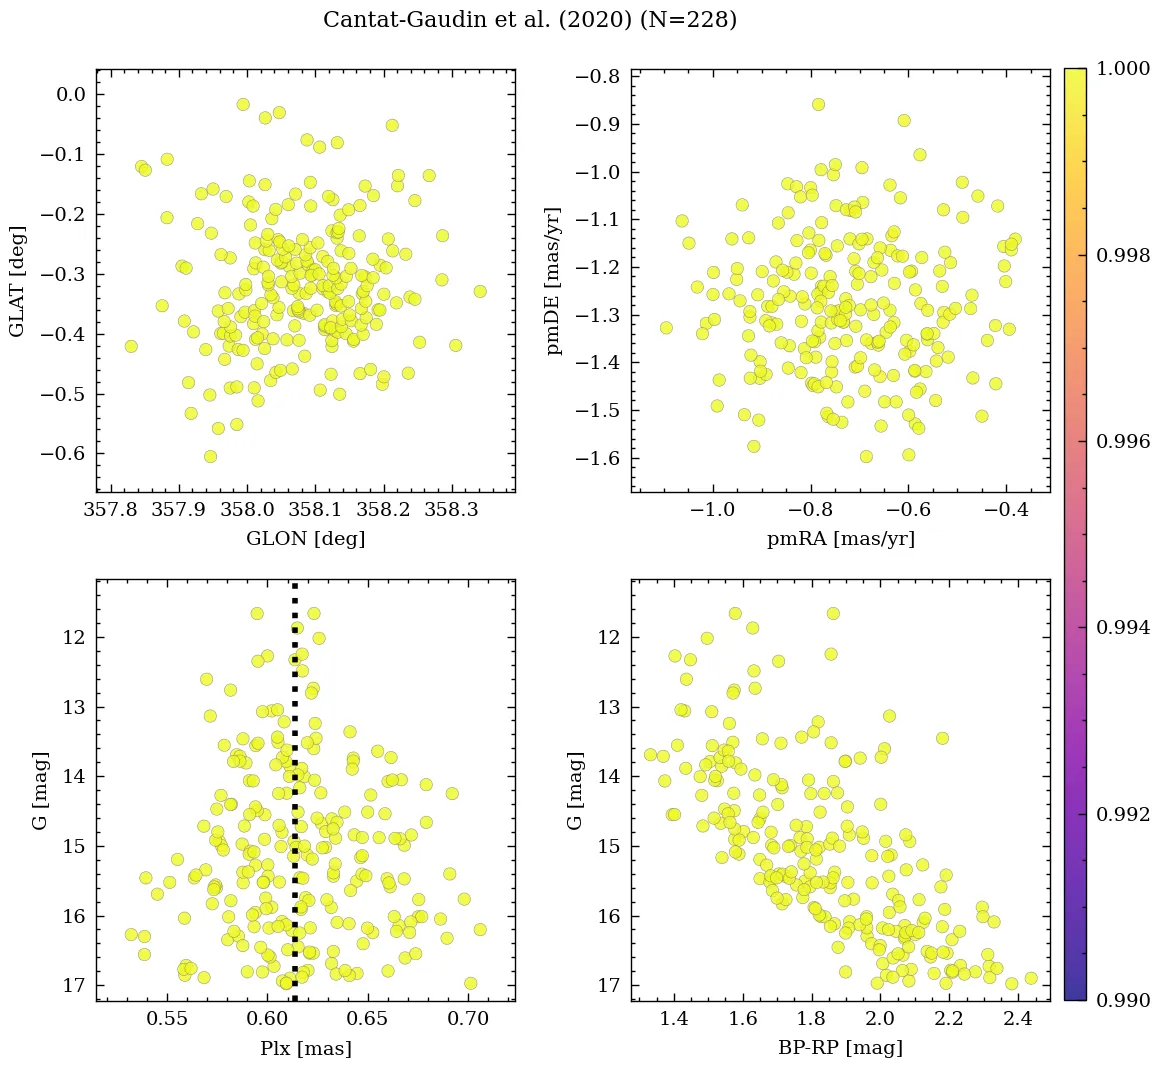 Cantat-Gaudin et al. (2020) (N=228)
0.0
−0.1
−0.2
−0.3
−0.4
−0.5
−0.6
GLAT [deg]
357.8 357.9 358.0 358.1 358.2 358.3
GLON [deg]
−0.8
−0.9
−1.0
−1.1
−1.2
−1.3
−1.4
−1.5
−1.6
pmDE [mas/yr]
−1.0 −0.8 −0.6 −0.4
pmRA [mas/yr]
12
13
14
15
16
17
G [mag]
0.55 0.60 0.65 0.70
Plx [mas]
12
13
14
15
16
17
G [mag]
1.4 1.6 1.8 2.0 2.2 2.4
BP-RP [mag]
1.000
0.998
0.996
0.994
0.992
0.990